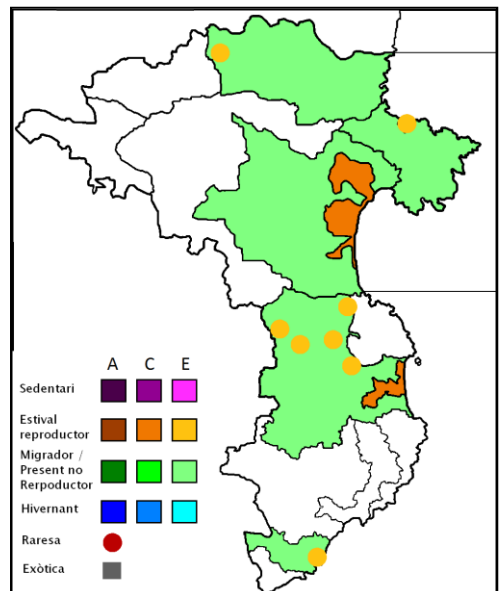 A C E
Sedentari
Estival
reproductor
Migrador /
Present no
Rerpoductor
Hivernant
Raresa
Exòtica